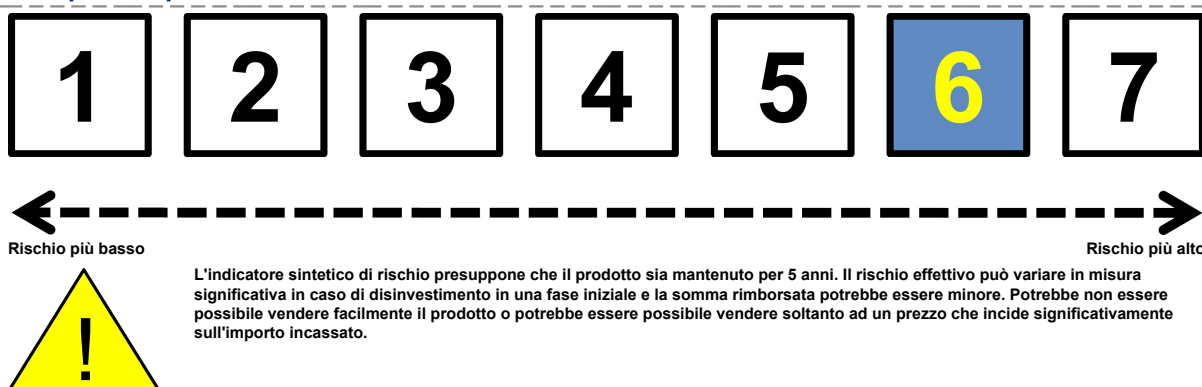 1 2 3 4 5 6 7
Rischio più basso Rischio più alto
L'indicatore sintetico di rischio presuppone che il prodotto sia mantenuto per 5 anni. Il rischio effettivo può variare in misura
significativa in caso di disinvestimento in una fase iniziale e la somma rimborsata potrebbe essere minore. Potrebbe non essere
possibile vendere facilmente il prodotto o potrebbe essere possibile vendere soltanto ad un prezzo che incide significativamente
sull'importo incassato.
!